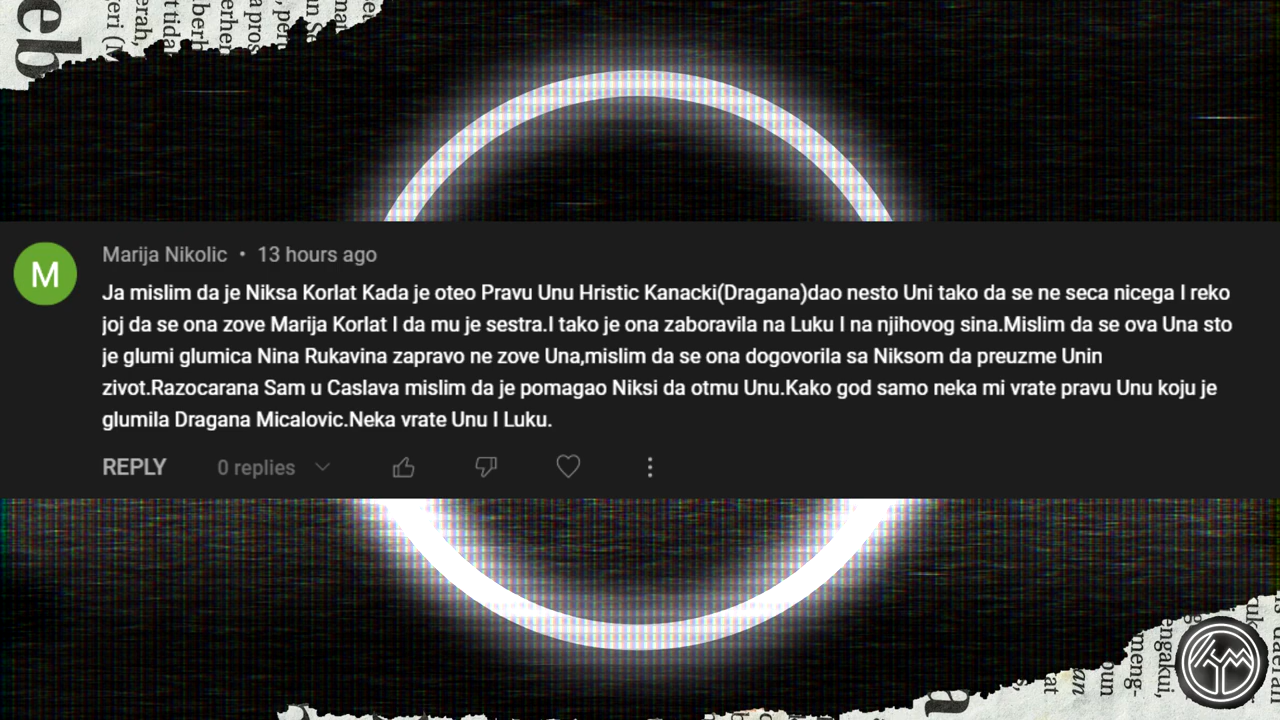 Marija Nikolic • 13 hours ago
Ja mislim da je Niksa Korlat Kada je oteo Pravu Unu Hristic Kanacki(Dragana)dao nesto Uni tako da se ne seca nicega I reko
joj da se ona zove Marija Korlat I da mu je sestra.I tako je ona zaboravila na Luku I na njihovog sina.Mislim da se ova Una sto
je glumi glumica Nina Rukavina zapravo ne zove Una,mislim da se ona dogovorila sa Niksom da preuzme Unin
zivot.Razocarana Sam u Caslava mislim da je pomagao Niksi da otmu Unu.Kako god samo neka mi vrate pravu Unu koju je
glumila Dragana Micalovic.Neka vrate Unu I Luku.
REPLY 0 replies
M
eb